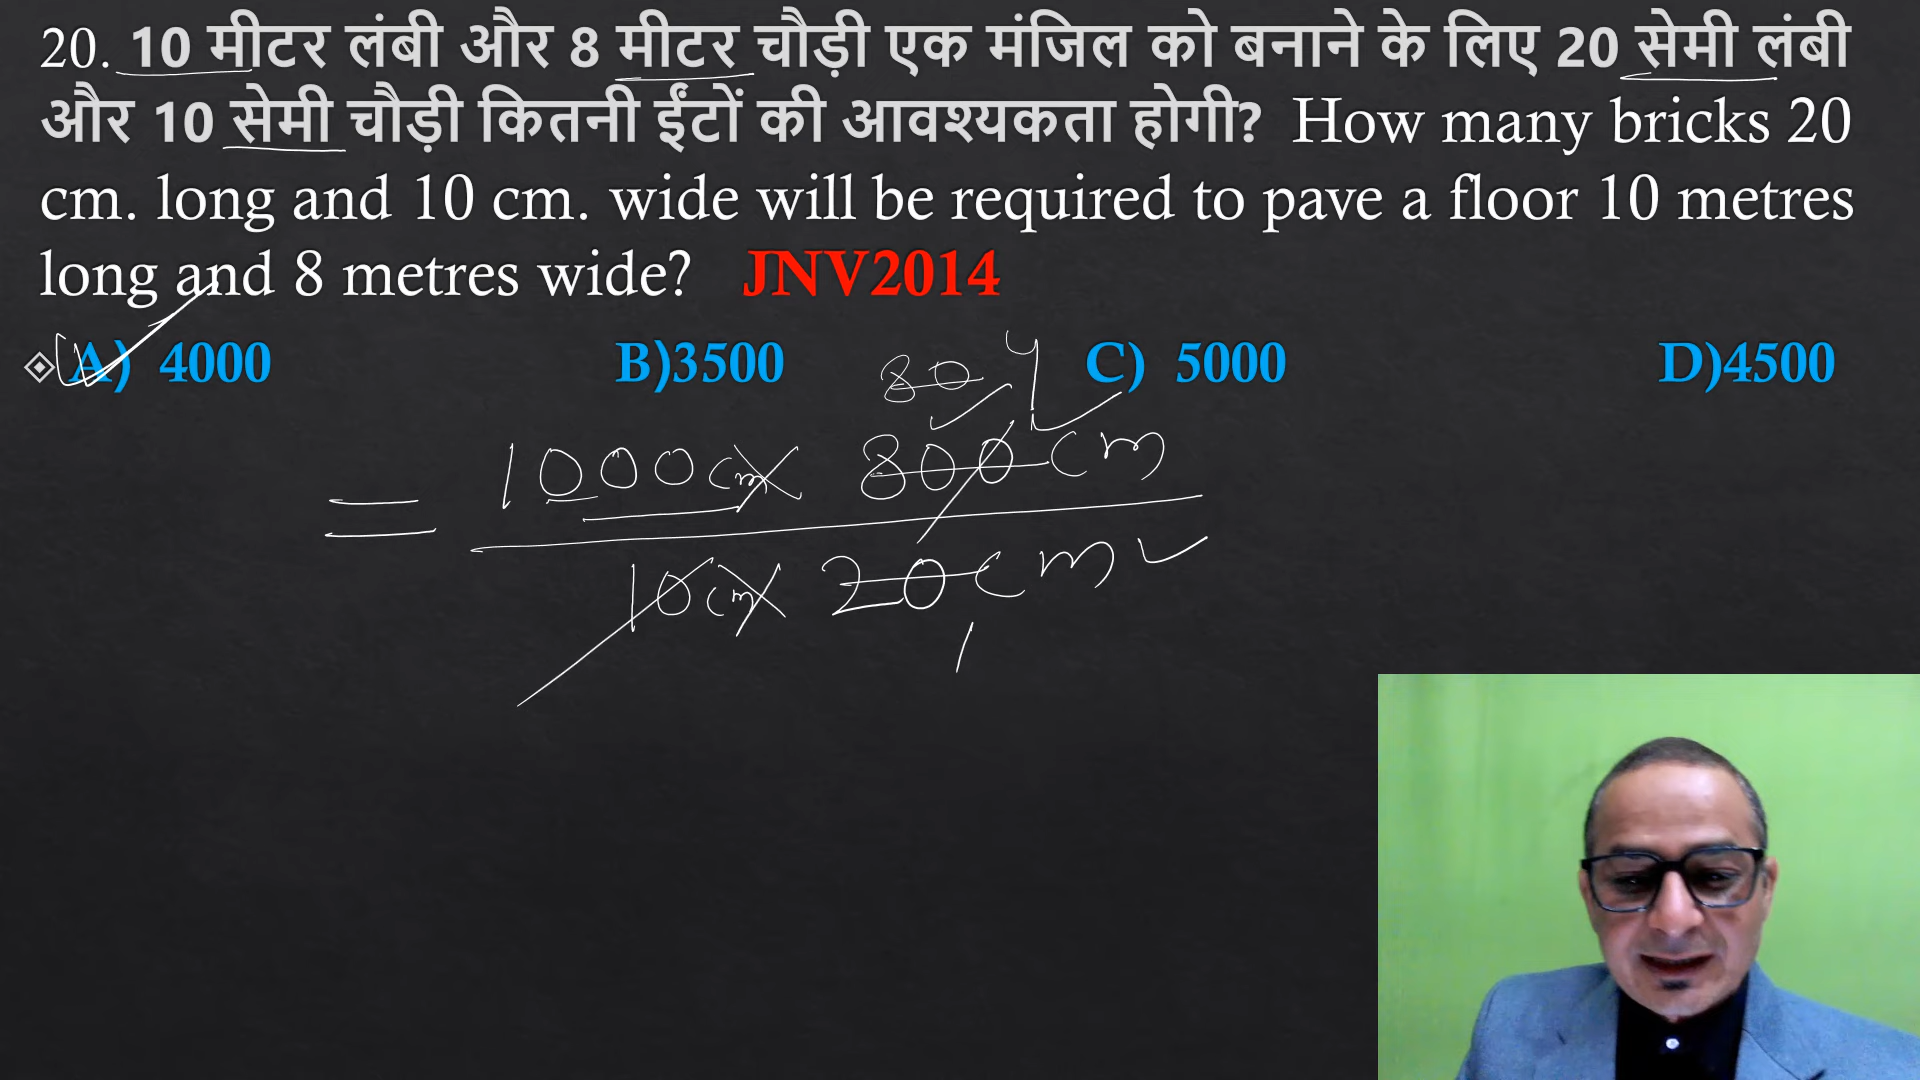 20. 10 मीटर लंबी और 8 मीटर चौड़ी एक मंजिल को बनाने के लिए 20 सेमी लंबी
और 10 सेमी चौड़ी कितनी ईंटों की आवश्यकता होगी? How many bricks 20
cm. long and 10 cm. wide will be required to pave a floor 10 metres
long and 8 metres wide? JNV2014
A) 4000 B)3500 C) 5000 D)4500
80 4
= 1000cm x 800cm
10cm x 20cm
1